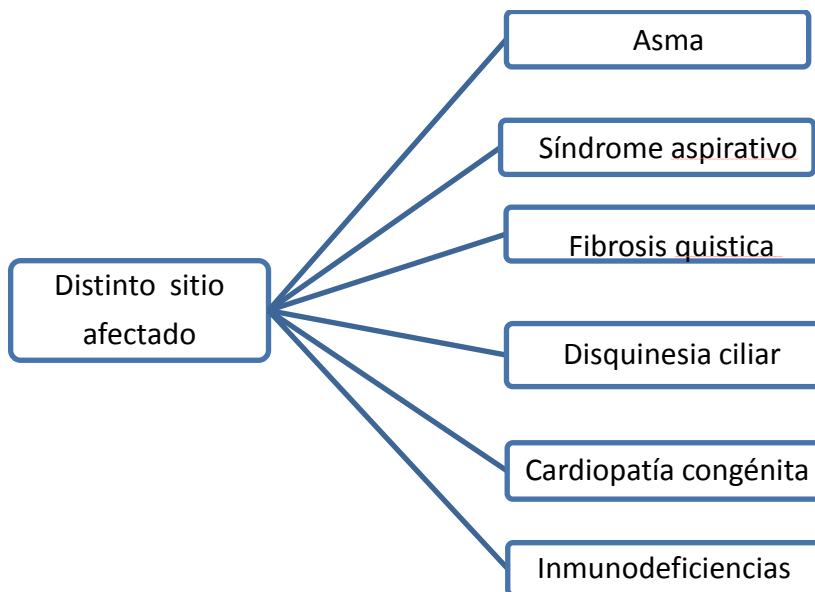 Asma
Síndrome aspirativo
Fibrosis quistica
Distinto sitio
afectado
Disquinesia ciliar
Cardiopatía congénita
Inmunodeficiencias